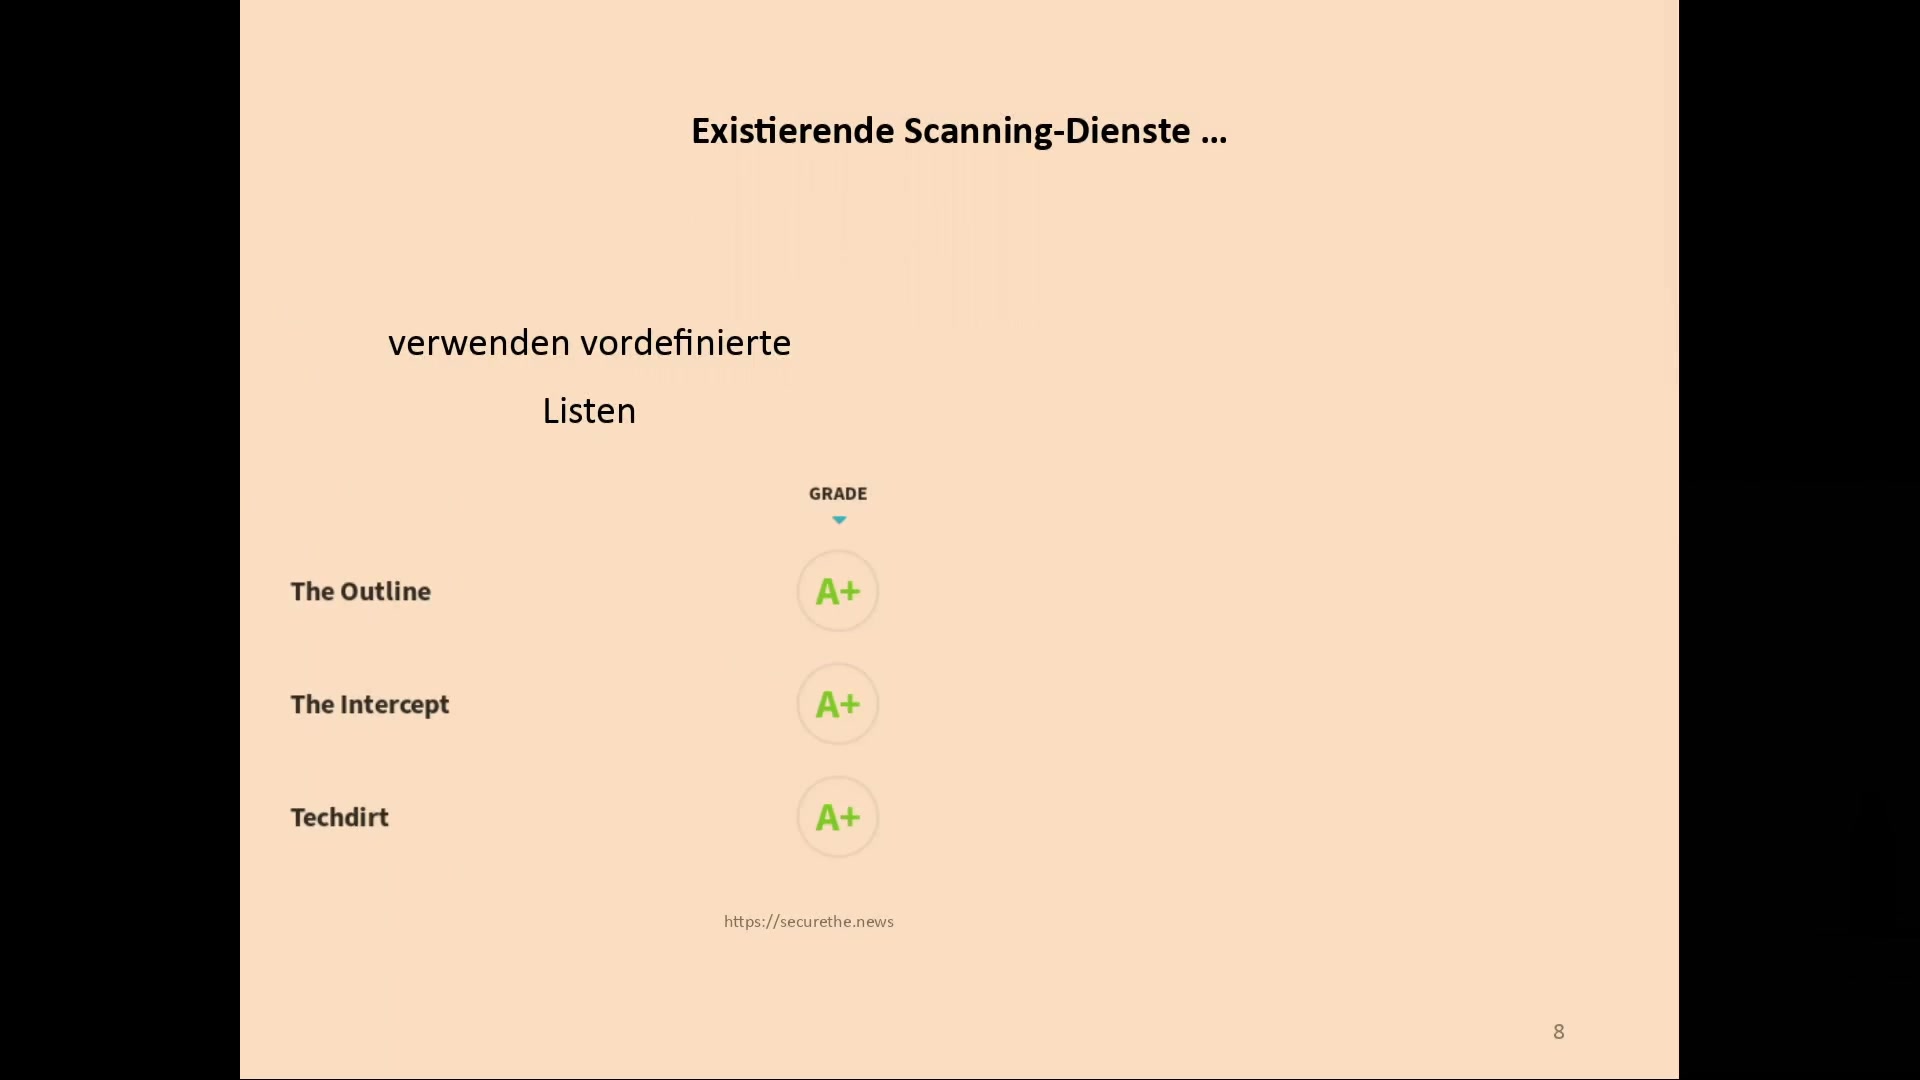 Existierende Scanning-Dienste ...
verwenden vordefinierte
Listen
GRADE
The Outline A+
The Intercept A+
Techdirt A+
https://securethe.news
8